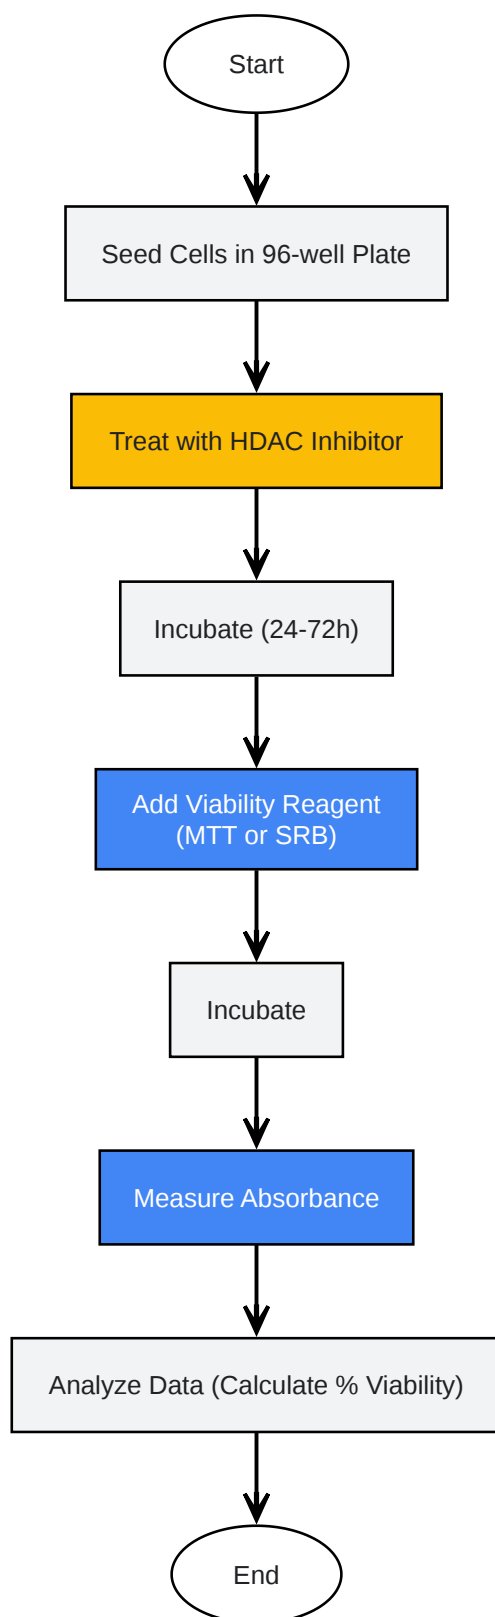 Start
Seed Cells in 96-well Plate
Treat with HDAC Inhibitor
Incubate (24-72h)
Add Viability Reagent
(MTT or SRB)
Incubate
Measure Absorbance
Analyze Data (Calculate % Viability)
End